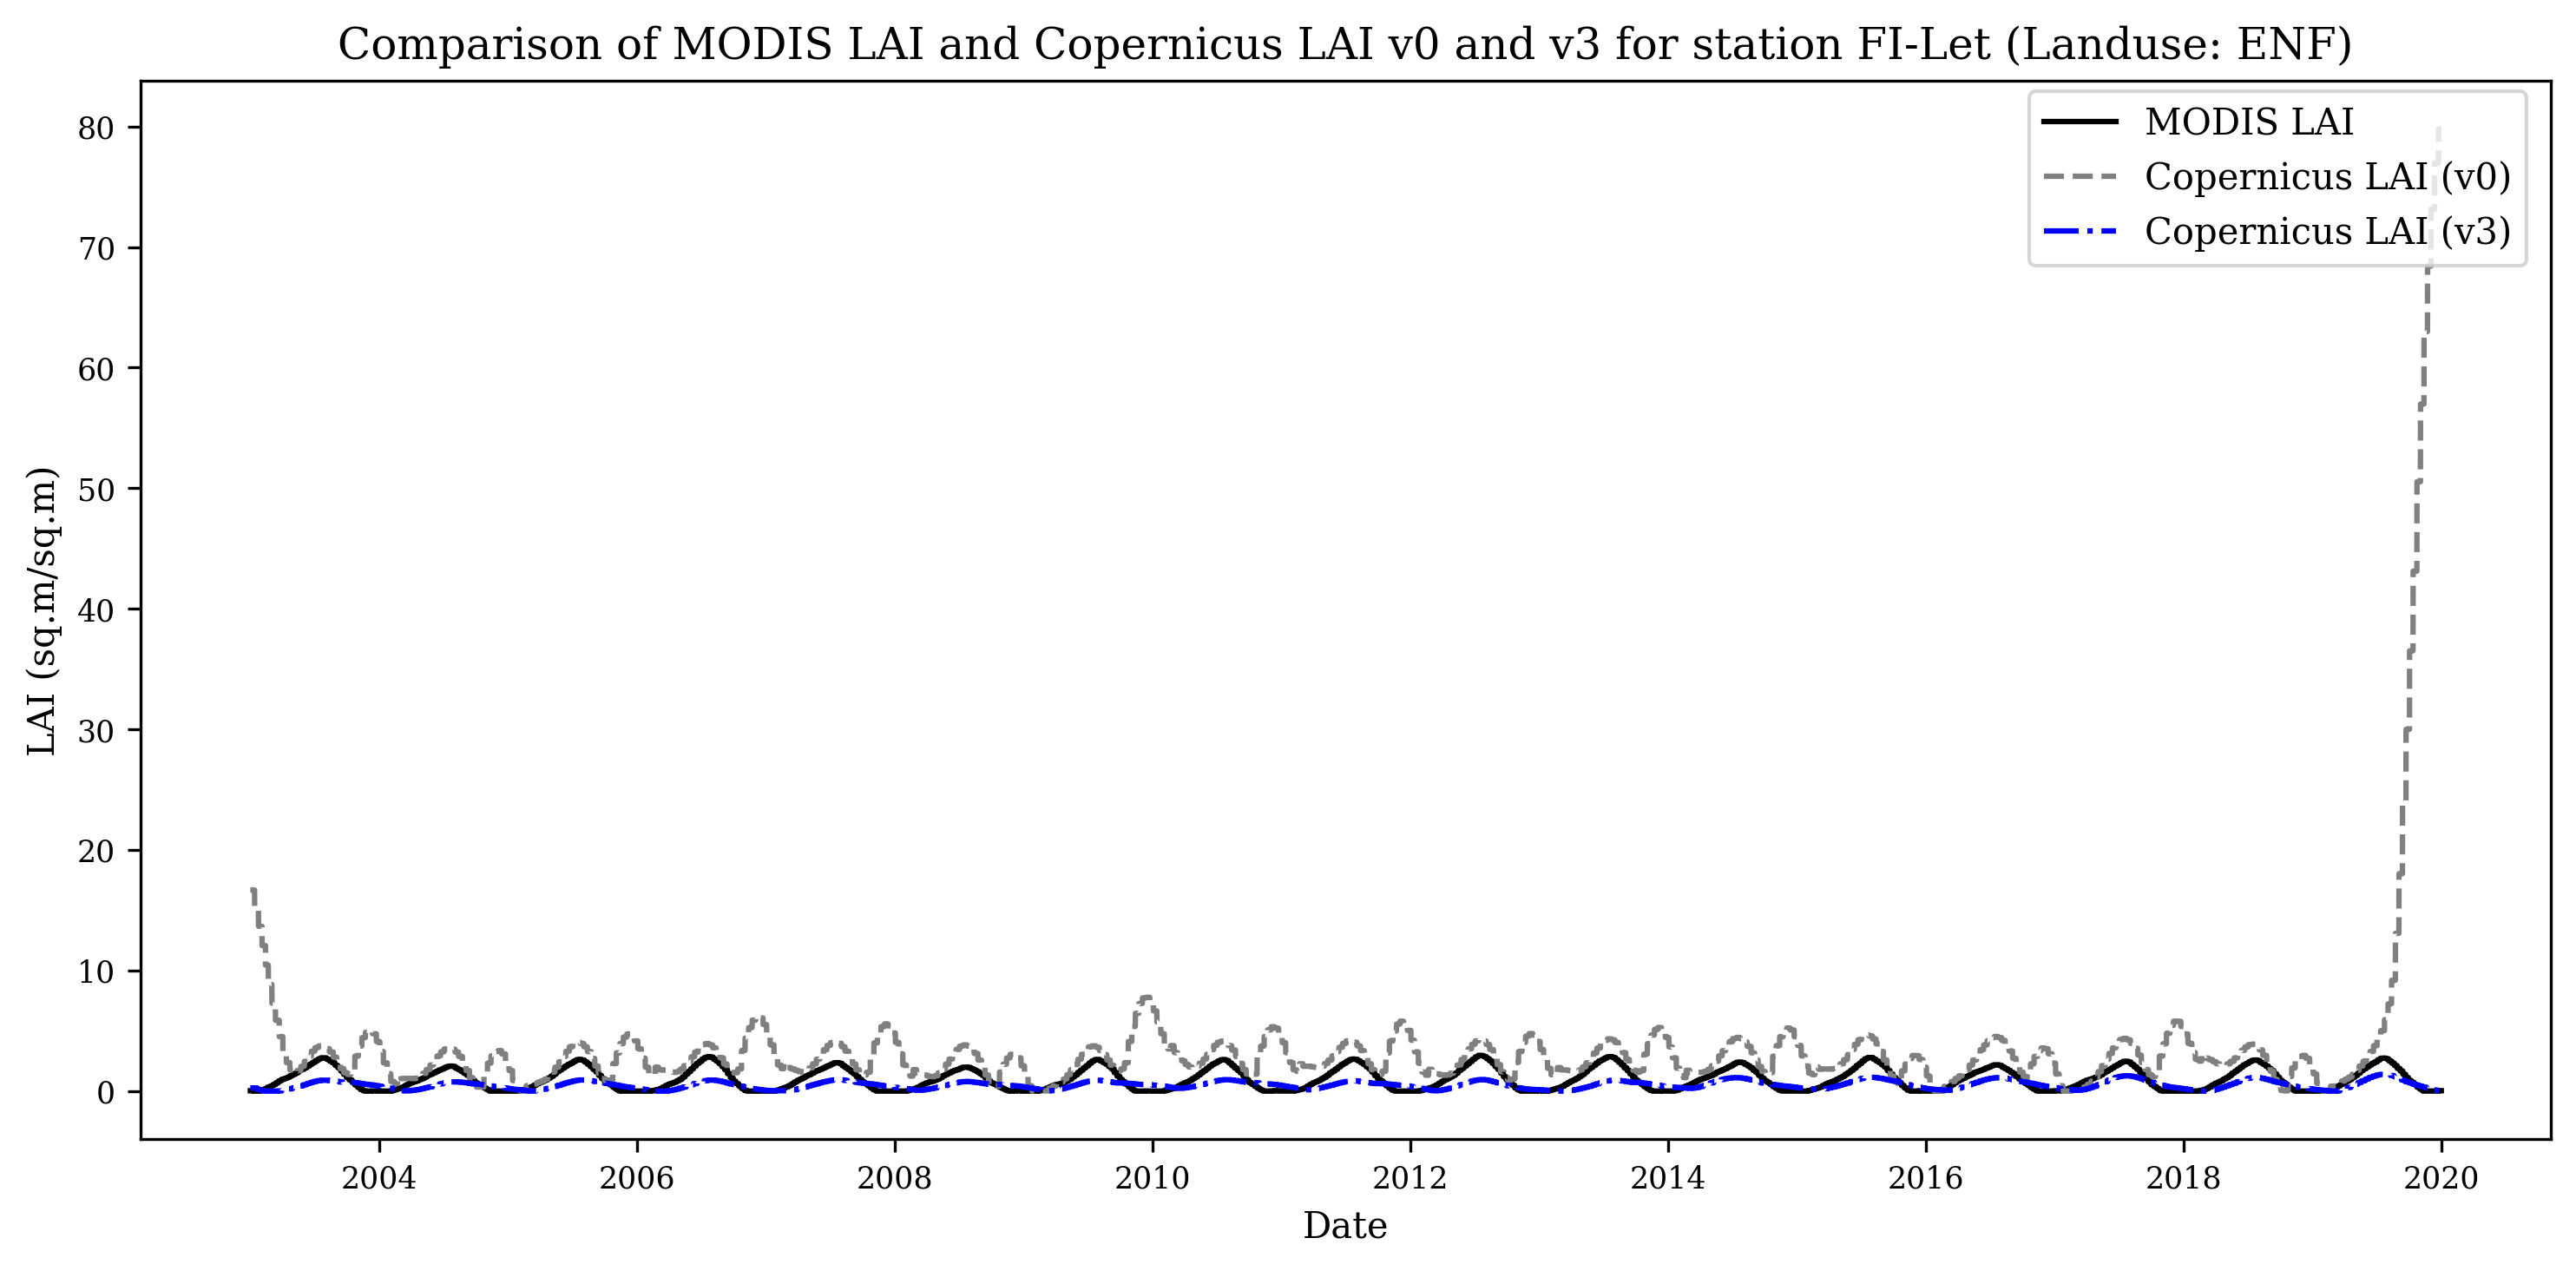 Comparison of MODIS LAI and Copernicus LAI v0 and v3 for station FI-Let (Landuse: ENF)
MODIS LAI
Copernicus LAI (v0)
Copernicus LAI (v3)
LAI (sq.m/sq.m)
80
70
60
50
40
30
20
10
0
2004 2006 2008 2010 2012 2014 2016 2018 2020
Date